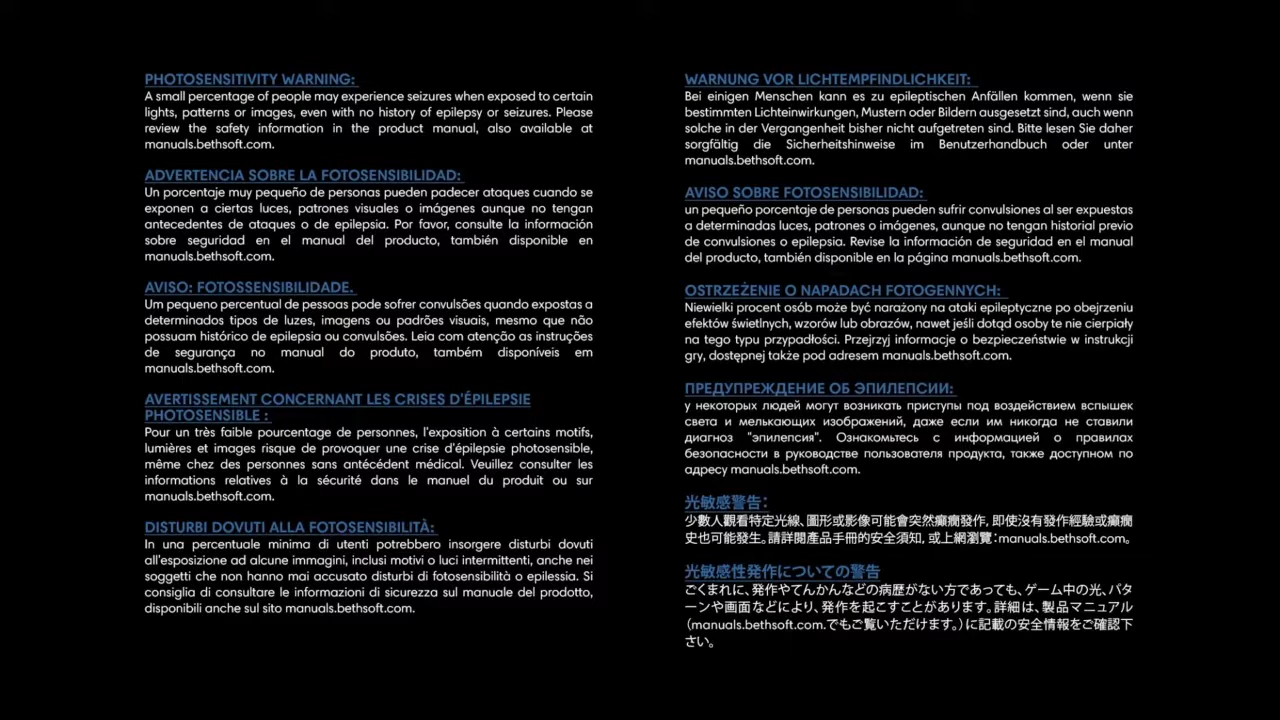 PHOTOSENSITIVITY WARNING:
A small percentage of people may experience seizures when exposed to certain
lights, patterns or images, even with no history of epilepsy or seizures. Please
review the safety information in the product manual, also available at
manuals.bethsoft.com.
ADVERTENCIA SOBRE LA FOTOSENSIBILIDAD:
Un porcentaje muy pequeño de personas pueden padecer ataques cuando se
exponen a ciertas luces, patrones visuales o imágenes aunque no tengan
antecedentes de ataques o de epilepsia. Por favor, consulte la información
sobre seguridad en el manual del producto, también disponible en
manuals.bethsoft.com.
AVISO: FOTOSSENSIBILIDADE.
Um pequeno percentual de pessoas pode sofrer convulsões quando expostas a
determinados tipos de luzes, imagens ou padrões visuais, mesmo que não
possuam histórico de epilepsia ou convulsões. Leia com atenção as instruções
de segurança no manual do produto, também disponíveis em
manuals.bethsoft.com.
AVERTISSEMENT CONCERNANT LES CRISES D'ÉPILEPSIE
PHOTOSENSIBLE :
Pour un très faible pourcentage de personnes, l'exposition à certains motifs,
lumières et images risque de provoquer une crise d'épilepsie photosensible,
même chez des personnes sans antécédent médical. Veuillez consulter les
informations relatives à la sécurité dans le manuel du produit ou sur
manuals.bethsoft.com.
DISTURBI DOVUTI ALLA FOTOSENSIBILITÀ:
In una percentuale minima di utenti potrebbero insorgere disturbi dovuti
all'esposizione ad alcune immagini, inclusi motivi o luci intermittenti, anche nei
soggetti che non hanno mai accusato disturbi di fotosensibilità o epilessia. Si
consiglia di consultare le informazioni di sicurezza sul manuale del prodotto,
disponibili anche sul sito manuals.bethsoft.com.
WARNUNG VOR LICHTEMPFINDLICHKEIT:
Bei einigen Menschen kann es zu epileptischen Anfällen kommen, wenn sie
bestimmten Lichteinwirkungen, Mustern oder Bildern ausgesetzt sind, auch wenn
solche in der Vergangenheit bisher nicht aufgetreten sind. Bitte lesen Sie daher
sorgfältig die Sicherheitshinweise im Benutzerhandbuch oder unter
manuals.bethsoft.com.
AVISO SOBRE FOTOSENSIBILIDAD:
un pequeño porcentaje de personas pueden sufrir convulsiones al ser expuestas
a determinadas luces, patrones o imágenes, aunque no tengan historial previo
de convulsiones o epilepsia. Revise la información de seguridad en el manual
del producto, también disponible en la página manuals.bethsoft.com.
OSTRZEŻENIE O NAPADACH FOTOGENNYCH:
Niewielki procent osób może być narażony na ataki epileptyczne po obejrzeniu
efektów świetlnych, wzorów lub obrazów, nawet jeśli dotąd osoby te nie cierpiały
na tego typu przypadłości. Przejrzyj informacje o bezpieczeństwie w instrukcji
gry, dostępnej także pod adresem manuals.bethsoft.com.
ПРЕДУПРЕЖДЕНИЕ ОБ ЭПИЛЕПСИИ:
у некоторых людей могут возникать приступы под воздействием вспышек
света и мелькающих изображений, даже если им никогда не ставили
диагноз "эпилепсия". Ознакомьтесь с информацией о правилах
безопасности в руководстве пользователя продукта, также доступном по
адресу manuals.bethsoft.com.
光敏感警告：
少數人觀看特定光線、圖形或影像可能會突然癲癇發作, 即使沒有發作經驗或癲癇
史也可能發生。請詳閱產品手冊的安全須知, 或上網瀏覽：manuals.bethsoft.com。
光敏感性発作についての警告
ごくまれに、発作やてんかんなどの病歴がない方であっても、ゲーム中の光、パタ
ーンや画面などにより、発作を起こすことがあります。詳細は、製品マニュアル
（manuals.bethsoft.com.でもご覧いただけます。）に記載の安全情報をご確認下
さい。